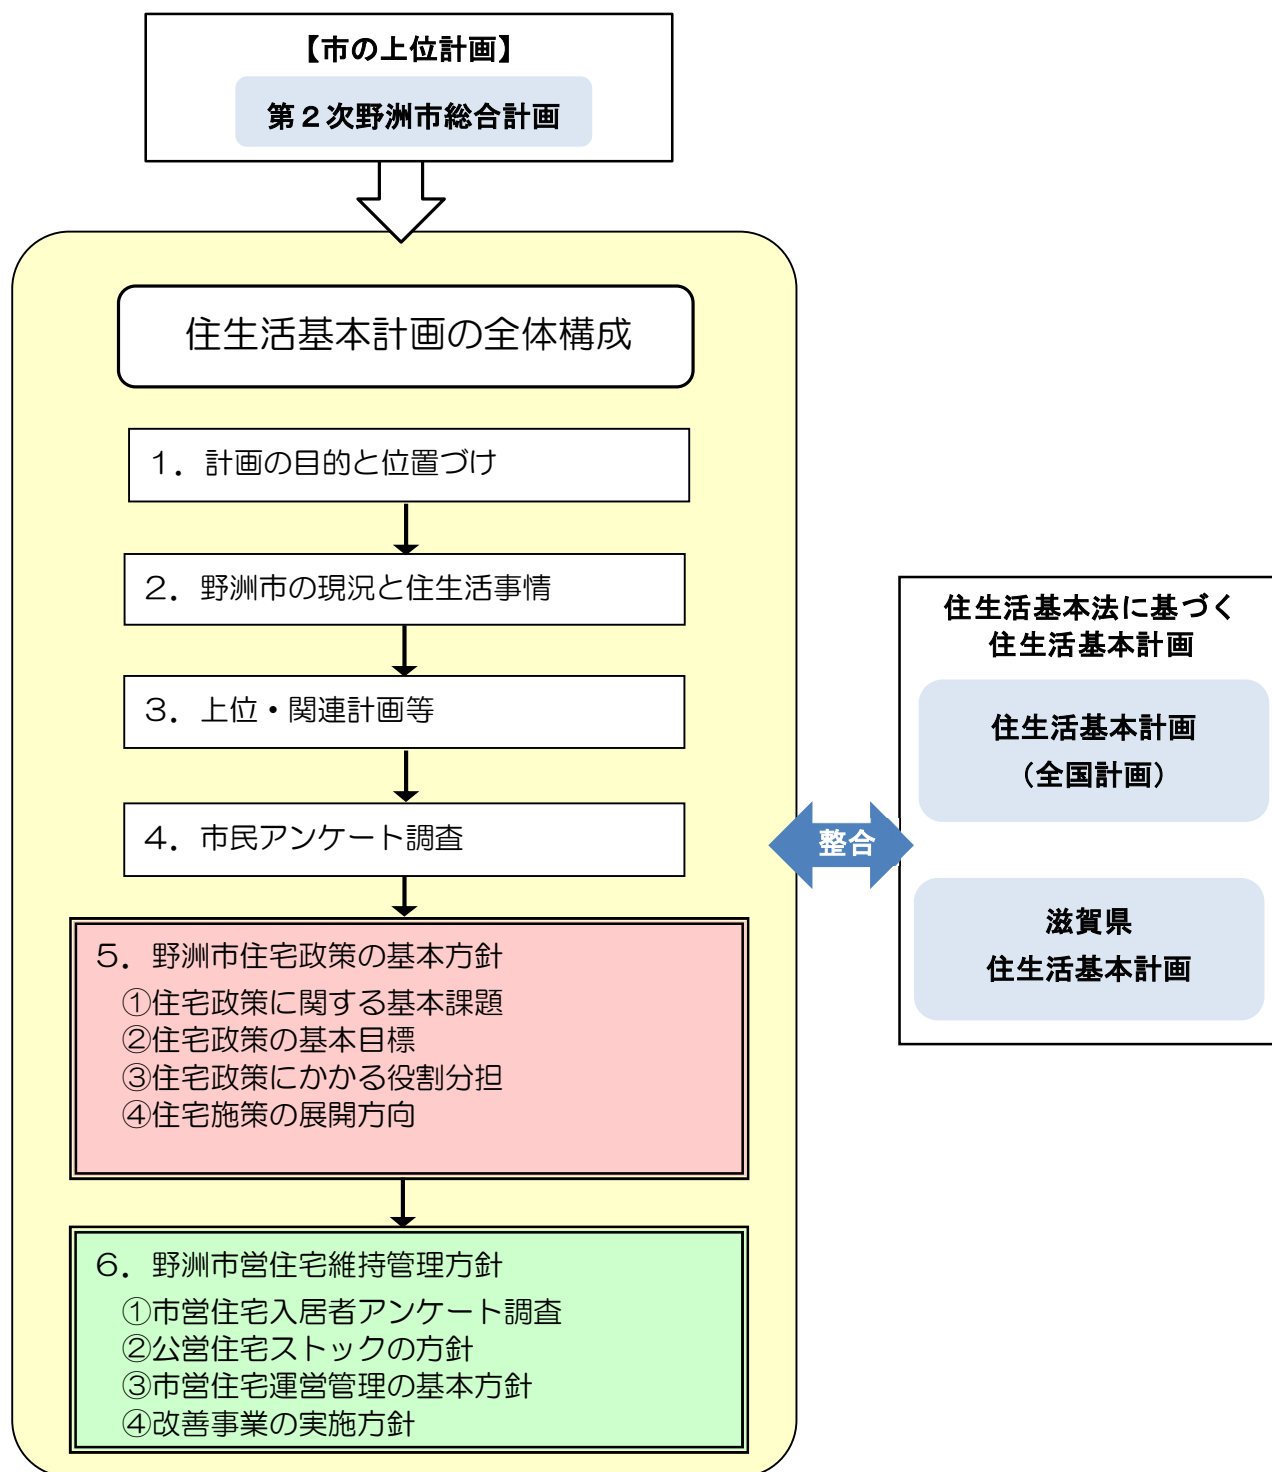 【市の上位計画】
第２次野洲市総合計画
住生活基本計画の全体構成
１．計画の目的と位置づけ
２．野洲市の現況と住生活事情
３．上位・関連計画等
４．市民アンケート調査
５．野洲市住宅政策の基本方針
①住宅政策に関する基本課題
②住宅政策の基本目標
③住宅政策にかかる役割分担
④住宅施策の展開方向
６．野洲市営住宅維持管理方針
①市営住宅入居者アンケート調査
②公営住宅ストックの方針
③市営住宅運営管理の基本方針
④改善事業の実施方針
整合
住生活基本法に基づく
住生活基本計画
住生活基本計画
（全国計画）
滋賀県
住生活基本計画